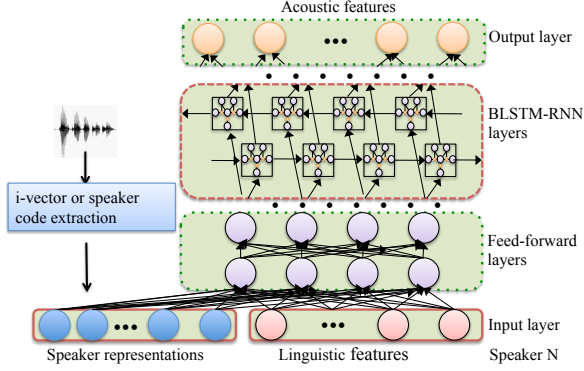 Acoustic features
Output layer
BLSTM-RNN
layers
i-vector or speaker
code extraction
Feed-forward
layers
Input layer
Speaker representations
Linguistic features
Speaker N